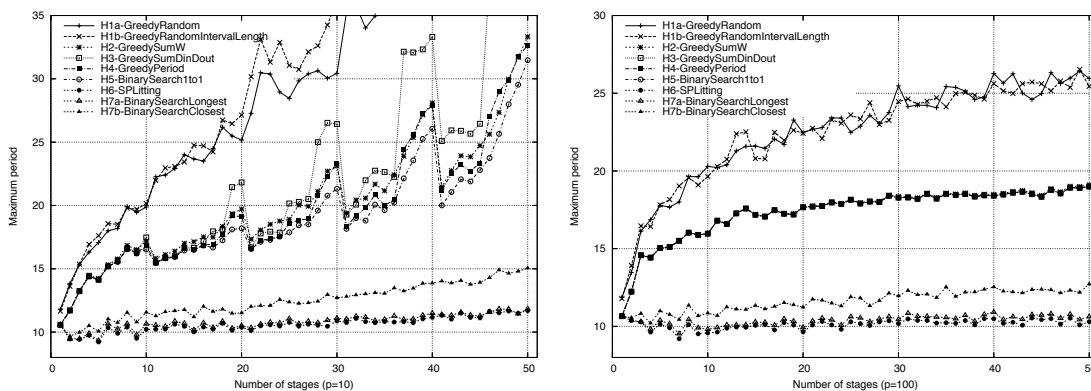 35
30
25
20
15
10
0
10
20
30
40
50
Maximum period
Number of stages (p=10)
H1a-GreedyRandom
H1b-GreedyRandomIntervalLength
H2-GreedySumW
H3-GreedySumDinDout
H4-GreedyPeriod
H5-BinarySearch1to1
H6-SPLitting
H7a-BinarySearchLongest
H7b-BinarySearchClosest
30
25
20
15
10
0
10
20
30
40
50
Maximum period
Number of stages (p=100)
H1a-GreedyRandom
H1b-GreedyRandomIntervalLength
H2-GreedySumW
H3-GreedySumDinDout
H4-GreedyPeriod
H5-BinarySearch1to1
H6-SPLitting
H7a-BinarySearchLongest
H7b-BinarySearchClosest